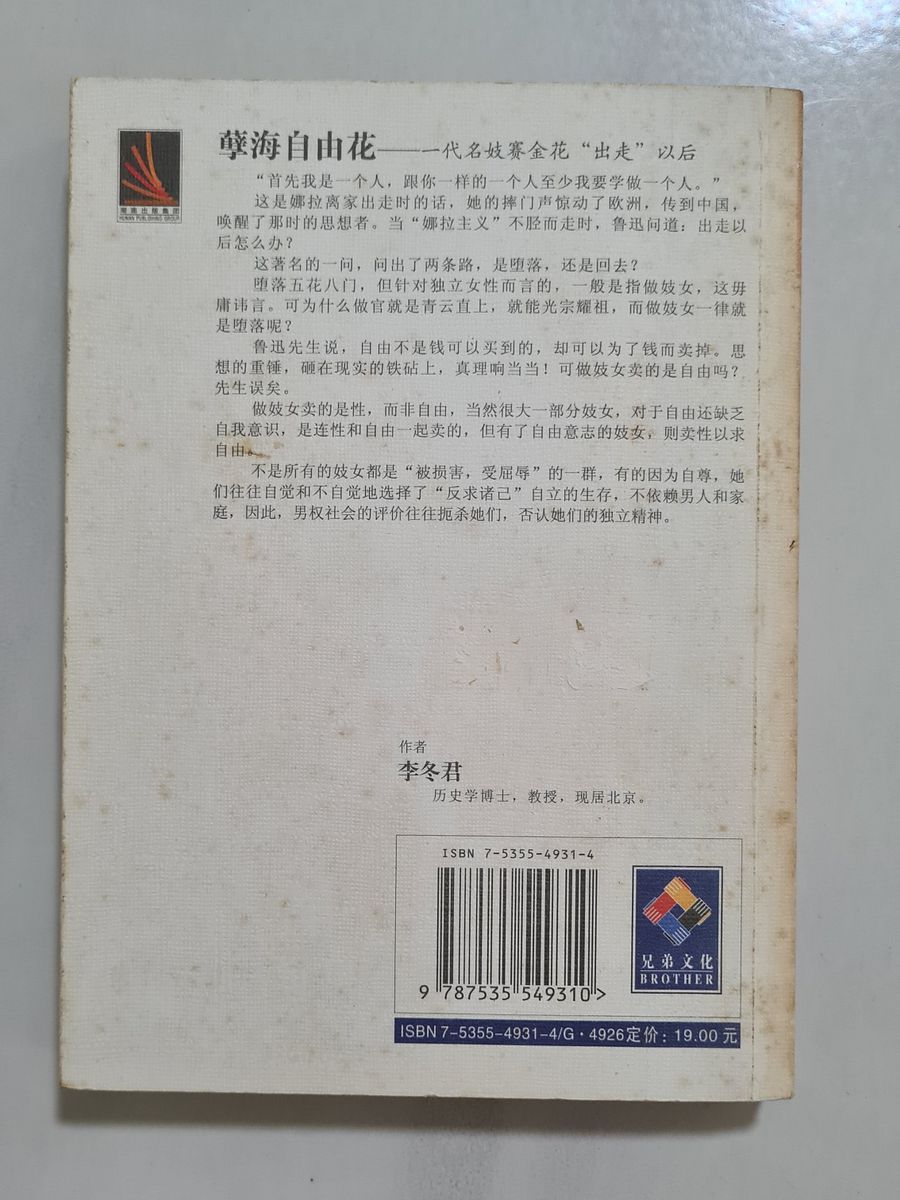 湖南出版集团
HUNAN PUBLISHING GROUP
孽海自由花——一代名妓赛金花“出走”以后
“首先我是一个人，跟你一样的一个人至少我要学做一个人。”
这是娜拉离家出走时的话，她的摔门声惊动了欧洲，传到中国，
唤醒了那时的思想者。当“娜拉主义”不胫而走时，鲁迅问道：出走以
后怎么办？
这著名的一问，问出了两条路，是堕落，还是回去？
堕落五花八门，但针对独立女性而言的，一般是指做妓女，这毋
庸讳言。可为什么做官就是青云直上，就能光宗耀祖，而做妓女一律就
是堕落呢？
鲁迅先生说，自由不是钱可以买到的，却可以为了钱而卖掉。思
想的重锤，砸在现实的铁砧上，真理响当当！可做妓女卖的是自由吗？
先生误矣。
做妓女卖的是性，而非自由，当然很大一部分妓女，对于自由还缺乏
自我意识，是连性和自由一起卖的，但有了自由意志的妓女，则卖性以求
自由。
不是所有的妓女都是“被损害，受屈辱”的一群，有的因为自尊，她
们往往自觉和不自觉地选择了“反求诸己”自立的生存，不依赖男人和家
庭，因此，男权社会的评价往往扼杀她们，否认她们的独立精神。
作者
李冬君
历史学博士，教授，现居北京。
ISBN 7-5355-4931-4
9 787535 549310>
兄弟文化
BROTHER
ISBN 7-5355-4931-4/G·4926定价：19.00 元